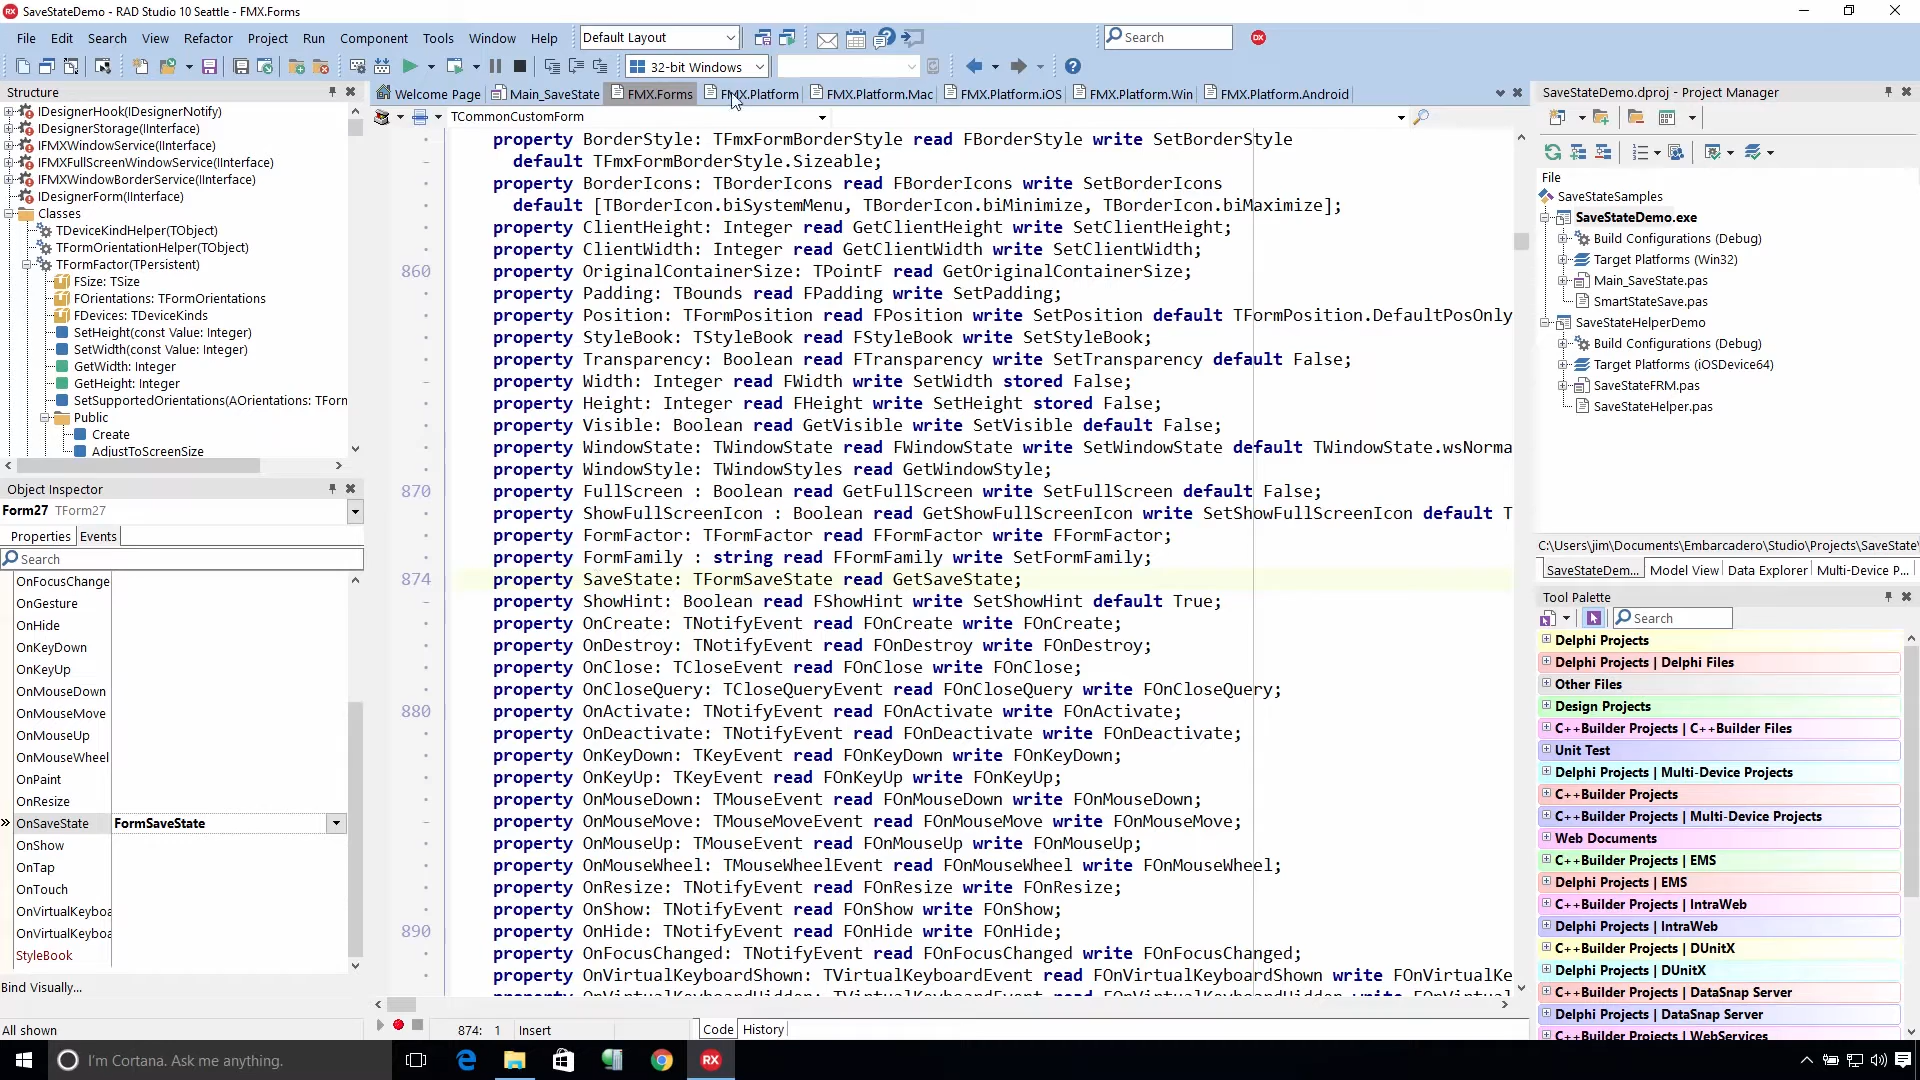 SaveStateDemo - RAD Studio 10 Seattle - FMX.Forms
File Edit Search View Refactor Project Run Component Tools Window Help
Default Layout
Search
32-bit Windows
Structure
IDesignerHook(IDesignerNotify)
IDesignerStorage(IInterface)
IFMXWindowService(IInterface)
IFMXFullScreenWindowService(IInterface)
IFMXWindowBorderService(IInterface)
IDesignerForm(IInterface)
Classes
TDeviceKindHelper(TObject)
TFormOrientationHelper(TObject)
TFormFactor(TPersistent)
FSize: TSize
FOrientations: TFormOrientations
FDevices: TDeviceKinds
SetHeight(const Value: Integer)
SetWidth(const Value: Integer)
GetWidth: Integer
GetHeight: Integer
SetSupportedOrientations(AOrientations: TForm
Public
Create
AdjustToScreenSize
Object Inspector
Form27 TForm27
Properties Events
Search
OnFocusChange
OnGesture
OnHide
OnKeyDown
OnKeyUp
OnMouseDown
OnMouseMove
OnMouseUp
OnMouseWheel
OnPaint
OnResize
OnSaveState FormSaveState
OnShow
OnTap
OnTouch
OnVirtualKeyboa
OnVirtualKeyboa
StyleBook
Bind Visually...
All shown
Welcome Page Main_SaveState FMX.Forms FMX.Platform FMX.Platform.Mac FMX.Platform.iOS FMX.Platform.Win FMX.Platform.Android
TCommonCustomForm
property BorderStyle: TFmxFormBorderStyle read FBorderStyle write SetBorderStyle
default TFmxFormBorderStyle.Sizeable;
property BorderIcons: TBorderIcons read FBorderIcons write SetBorderIcons
default [TBorderIcon.biSystemMenu, TBorderIcon.biMinimize, TBorderIcon.biMaximize];
property ClientHeight: Integer read GetClientHeight write SetClientHeight;
property ClientWidth: Integer read GetClientWidth write SetClientWidth;
860 property OriginalContainerSize: TPointF read GetOriginalContainerSize;
property Padding: TBounds read FPadding write SetPadding;
property Position: TFormPosition read FPosition write SetPosition default TFormPosition.DefaultPosOnly
property StyleBook: TStyleBook read FStyleBook write SetStyleBook;
property Transparency: Boolean read FTransparency write SetTransparency default False;
property Width: Integer read FWidth write SetWidth stored False;
property Height: Integer read FHeight write SetHeight stored False;
property Visible: Boolean read GetVisible write SetVisible default False;
property WindowState: TWindowState read FWindowState write SetWindowState default TWindowState.wsNorma
property WindowStyle: TWindowStyles read GetWindowStyle;
870 property FullScreen : Boolean read GetFullScreen write SetFullScreen default False;
property ShowFullScreenIcon : Boolean read GetShowFullScreenIcon write SetShowFullScreenIcon default T
property FormFactor: TFormFactor read FFormFactor write FFormFactor;
property FormFamily : string read FFormFamily write SetFormFamily;
874 property SaveState: TFormSaveState read GetSaveState;
property ShowHint: Boolean read FShowHint write SetShowHint default True;
property OnCreate: TNotifyEvent read FOnCreate write FOnCreate;
property OnDestroy: TNotifyEvent read FOnDestroy write FOnDestroy;
property OnClose: TCloseEvent read FOnClose write FOnClose;
property OnCloseQuery: TCloseQueryEvent read FOnCloseQuery write FOnCloseQuery;
880 property OnActivate: TNotifyEvent read FOnActivate write FOnActivate;
property OnDeactivate: TNotifyEvent read FOnDeactivate write FOnDeactivate;
property OnKeyDown: TKeyEvent read FOnKeyDown write FOnKeyDown;
property OnKeyUp: TKeyEvent read FOnKeyUp write FOnKeyUp;
property OnMouseDown: TMouseEvent read FOnMouseDown write FOnMouseDown;
property OnMouseMove: TMouseMoveEvent read FOnMouseMove write FOnMouseMove;
property OnMouseUp: TMouseEvent read FOnMouseUp write FOnMouseUp;
property OnMouseWheel: TMouseWheelEvent read FOnMouseWheel write FOnMouseWheel;
property OnResize: TNotifyEvent read FOnResize write FOnResize;
property OnShow: TNotifyEvent read FOnShow write FOnShow;
890 property OnHide: TNotifyEvent read FOnHide write FOnHide;
property OnFocusChanged: TNotifyEvent read FOnFocusChanged write FOnFocusChanged;
property OnVirtualKeyboardShown: TVirtualKeyboardEvent read FOnVirtualKeyboardShown write FOnVirtualKe
874: 1 Insert Code History
SaveStateDemo.dproj - Project Manager
File
SaveStateSamples
SaveStateDemo.exe
Build Configurations (Debug)
Target Platforms (Win32)
Main_SaveState.pas
SmartStateSave.pas
SaveStateHelperDemo
Build Configurations (Debug)
Target Platforms (iOSDevice64)
SaveStateFRM.pas
SaveStateHelper.pas
C:\Users\jim\Documents\Embarcadero\Studio\Projects\SaveState\
SaveStateDem... Model View Data Explorer Multi-Device P...
Tool Palette
Search
Delphi Projects
Delphi Projects | Delphi Files
Other Files
Design Projects
C++Builder Projects | C++Builder Files
Unit Test
Delphi Projects | Multi-Device Projects
C++Builder Projects
C++Builder Projects | Multi-Device Projects
Web Documents
C++Builder Projects | EMS
Delphi Projects | EMS
C++Builder Projects | IntraWeb
Delphi Projects | IntraWeb
C++Builder Projects | DUnitX
Delphi Projects | DUnitX
C++Builder Projects | DataSnap Server
Delphi Projects | DataSnap Server
C++Builder Projects | WebServices
I'm Cortana. Ask me anything.
RX